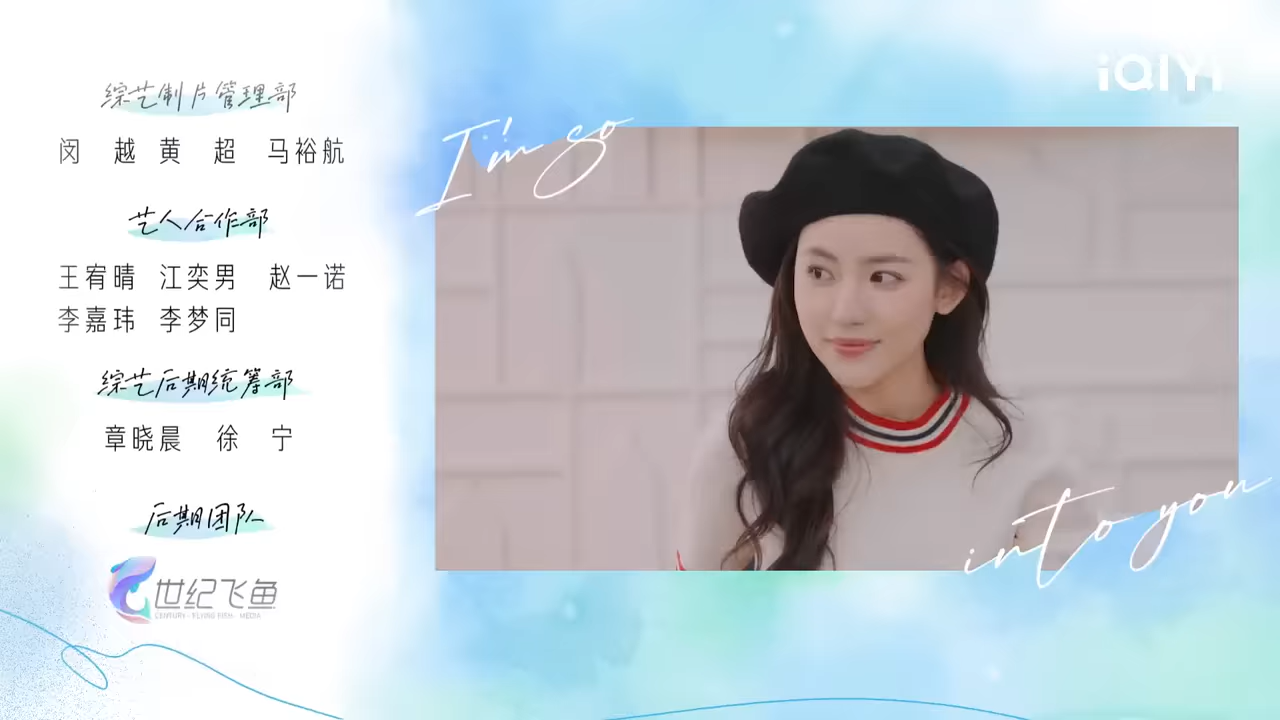 综艺制片管理部
闵 越 黄 超 马裕航
艺人合作部
王宥晴 江奕男 赵一诺
李嘉玮 李梦同
综艺后期统筹部
章晓晨 徐 宁
后期团队
世纪飞鱼
CENTURY · FLYING FISH · MEDIA
iQIYI
I'm so
into you